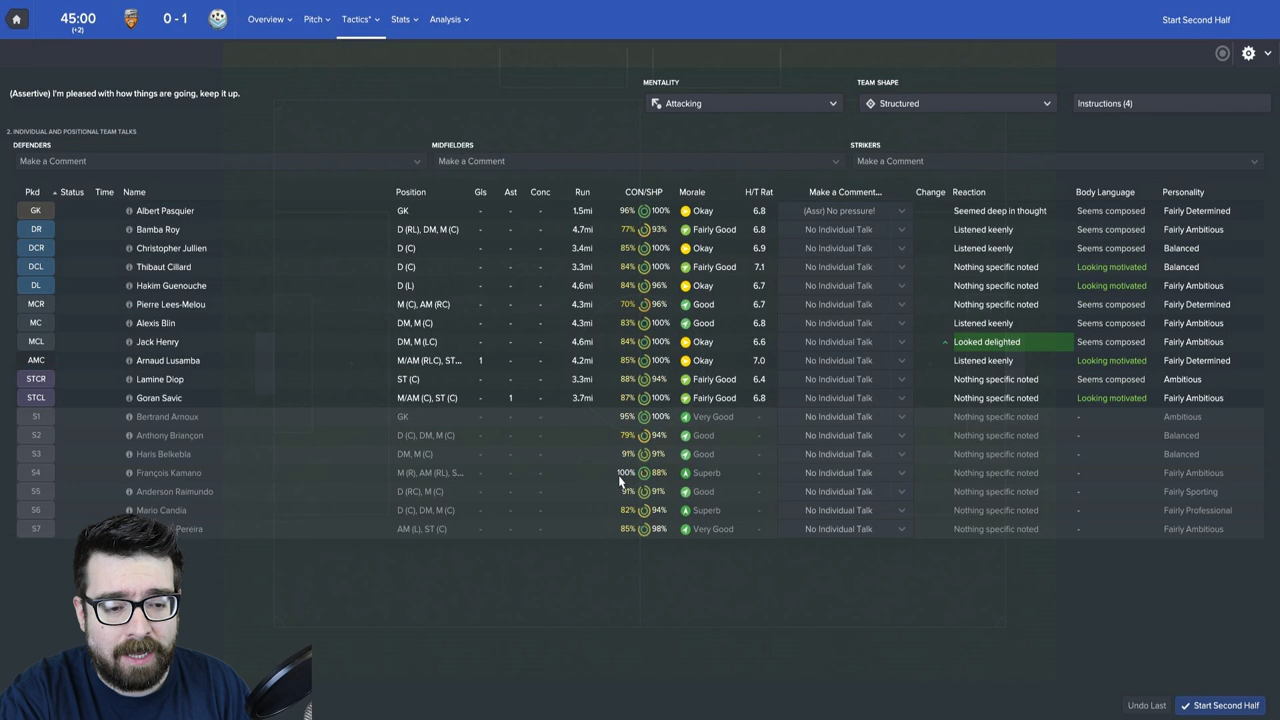 45:00 0 - 1 Overview Pitch Tactics* Stats Analysis Start Second Half
(+2)
MENTALITY TEAM SHAPE
(Assertive) I'm pleased with how things are going, keep it up.
Attacking Structured Instructions (4)
2. INDIVIDUAL AND POSITIONAL TEAM TALKS
DEFENDERS MIDFIELDERS STRIKERS
Make a Comment Make a Comment Make a Comment
Pkd Status Time Name Position Gls Ast Conc Run CON/SHP Morale H/T Rat Make a Comment... Change Reaction Body Language Personality
GK Albert Pasquier GK - - - 1.5mi 96% 100% Okay 6.8 (Assr) No pressure! Seemed deep in thought Seems composed Fairly Determined
DR Bamba Roy D (RL), DM, M (C) - - - 4.7mi 77% 93% Fairly Good 6.8 No Individual Talk Listened keenly Seems composed Fairly Ambitious
DCR Christopher Jullien D (C) - - - 3.4mi 85% 100% Okay 6.9 No Individual Talk Listened keenly Seems composed Balanced
DCL Thibaut Cillard D (C) - - - 3.3mi 84% 100% Fairly Good 7.1 No Individual Talk Nothing specific noted Looking motivated Balanced
DL Hakim Guenouche D (L) - - - 4.6mi 84% 96% Okay 6.7 No Individual Talk Nothing specific noted Looking motivated Fairly Ambitious
MCR Pierre Lees-Melou M (C), AM (RC) - - - 4.3mi 70% 96% Good 6.7 No Individual Talk Nothing specific noted Seems composed Fairly Determined
MC Alexis Blin DM, M (C) - - - 4.3mi 83% 100% Good 6.8 No Individual Talk Listened keenly Seems composed Fairly Ambitious
MCL Jack Henry DM, M (LC) - - - 4.6mi 84% 100% Okay 6.6 No Individual Talk Looked delighted Seems composed Fairly Ambitious
AMC Arnaud Lusamba M/AM (RLC), ST... 1 - - 4.2mi 85% 100% Okay 7.0 No Individual Talk Listened keenly Looking motivated Fairly Determined
STCR Lamine Diop ST (C) - - - 3.3mi 88% 94% Fairly Good 6.4 No Individual Talk Nothing specific noted Seems composed Ambitious
STCL Goran Savic M/AM (C), ST (C) - 1 - 3.7mi 87% 100% Fairly Good 6.8 No Individual Talk Nothing specific noted Looking motivated Fairly Ambitious
S1 Bertrand Arnoux GK 95% 100% Very Good - No Individual Talk Nothing specific noted - Ambitious
S2 Anthony Briançon D (C), DM, M (C) 79% 94% Good - No Individual Talk Nothing specific noted - Balanced
S3 Haris Belkebla DM, M (C) 91% 91% Good - No Individual Talk Nothing specific noted - Balanced
S4 François Kamano M (R), AM (RL), S... 100% 88% Superb - No Individual Talk Nothing specific noted - Fairly Ambitious
S5 Anderson Raimundo D (RC), M (C) 91% 91% Good - No Individual Talk Nothing specific noted - Fairly Sporting
S6 Mario Candia D (C), DM, M (C) 82% 94% Superb - No Individual Talk Nothing specific noted - Fairly Professional
S7 Pereira AM (L), ST (C) 85% 98% Very Good - No Individual Talk Nothing specific noted - Fairly Ambitious
Undo Last Start Second Half